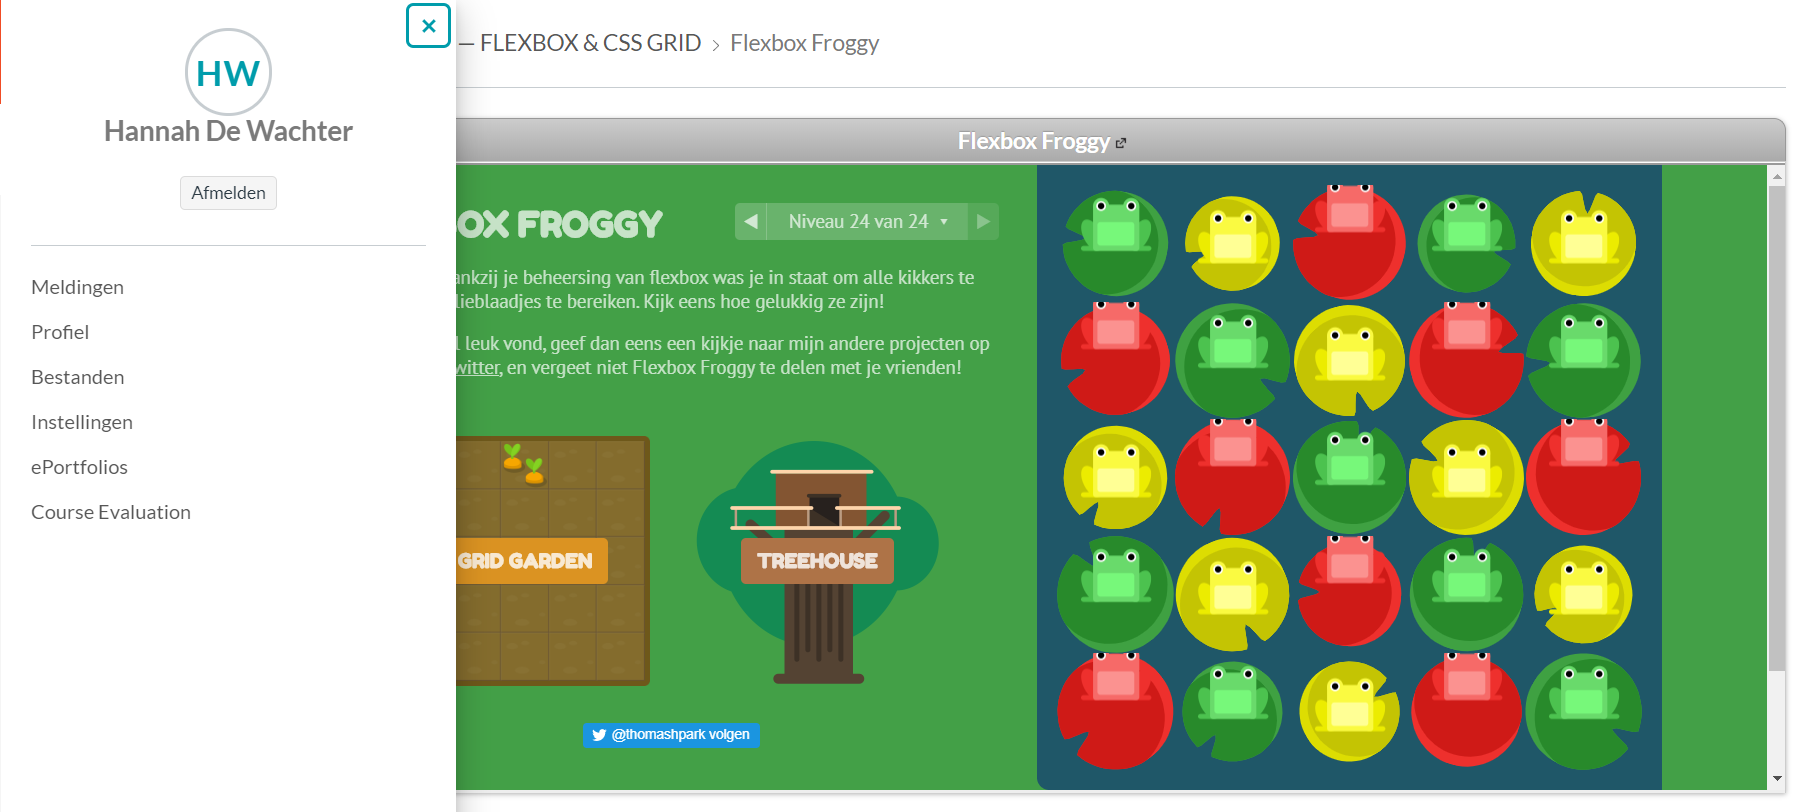 HW
Hannah De Wachter
Afmelden
Meldingen
Profiel
Bestanden
Instellingen
ePortfolios
Course Evaluation
— FLEXBOX & CSS GRID > Flexbox Froggy
Flexbox Froggy
OX FROGGY
Niveau 24 van 24
ankzij je beheersing van flexbox was je in staat om alle kikkers te
lieblaadjes te bereiken. Kijk eens hoe gelukkig ze zijn!
l leuk vond, geef dan eens een kijkje naar mijn andere projecten op
witter, en vergeet niet Flexbox Froggy te delen met je vrienden!
GRID GARDEN
TREEHOUSE
@thomashpark volgen